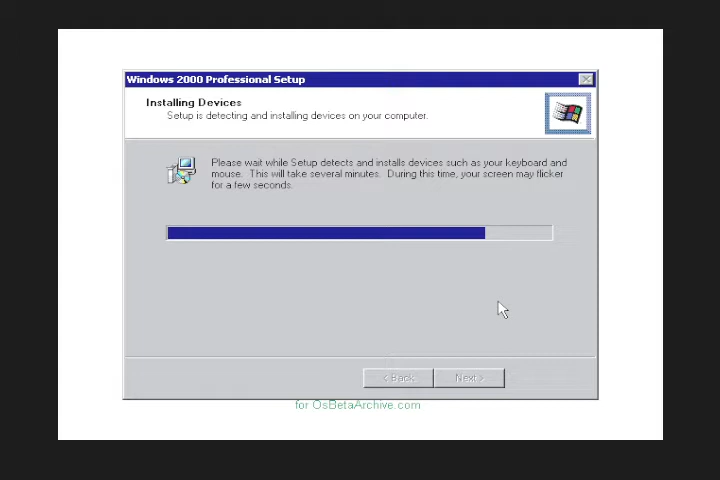 Windows 2000 Professional Setup
Installing Devices
Setup is detecting and installing devices on your computer.
Please wait while Setup detects and installs devices such as your keyboard and
mouse. This will take several minutes. During this time, your screen may flicker
for a few seconds.
< Back
Next >
for OsBetaArchive.com